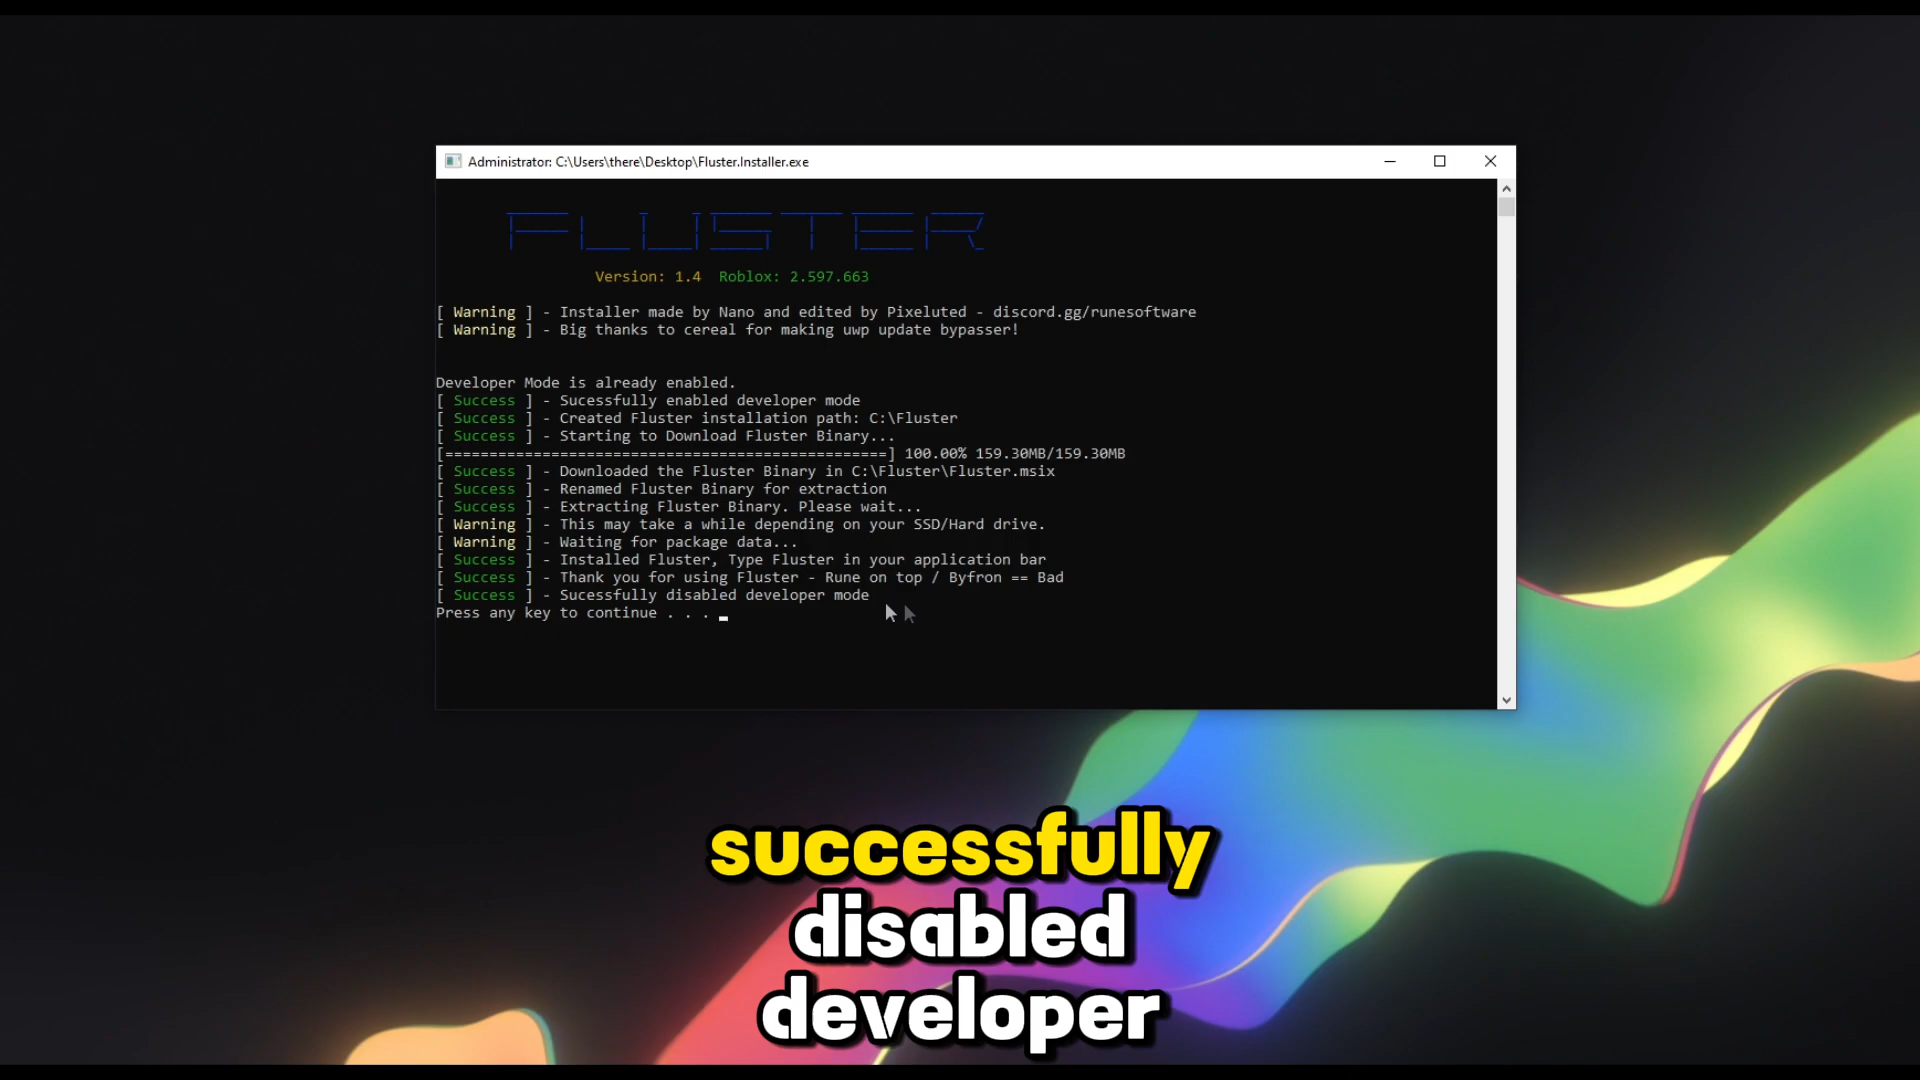 Administrator: C:\Users\there\Desktop\Fluster.Installer.exe
FLUSTER
Version: 1.4  Roblox: 2.597.663
[ Warning ] - Installer made by Nano and edited by Pixeluted - discord.gg/runesoftware
[ Warning ] - Big thanks to cereal for making uwp update bypasser!
Developer Mode is already enabled.
[ Success ] - Sucessfully enabled developer mode
[ Success ] - Created Fluster installation path: C:\Fluster
[ Success ] - Starting to Download Fluster Binary...
[==================================================] 100.00% 159.30MB/159.30MB
[ Success ] - Downloaded the Fluster Binary in C:\Fluster\Fluster.msix
[ Success ] - Renamed Fluster Binary for extraction
[ Success ] - Extracting Fluster Binary. Please wait...
[ Warning ] - This may take a while depending on your SSD/Hard drive.
[ Warning ] - Waiting for package data...
[ Success ] - Installed Fluster, Type Fluster in your application bar
[ Success ] - Thank you for using Fluster - Rune on top / Byfron == Bad
[ Success ] - Sucessfully disabled developer mode
Press any key to continue . . .
successfully
disabled
developer